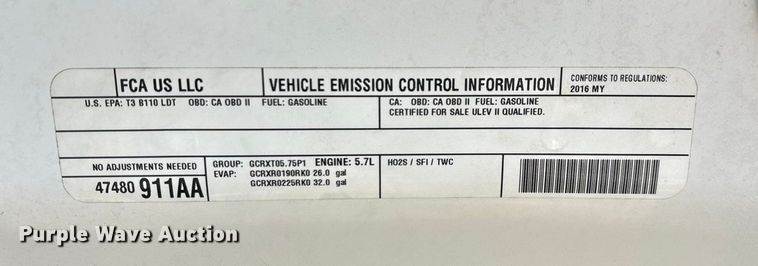 FCA US LLC
VEHICLE EMISSION CONTROL INFORMATION
CONFORMS TO REGULATIONS:
2016 MY
U.S. EPA: T3 B110 LDT OBD: CA OBD II FUEL: GASOLINE
CA: OBD: CA OBD II FUEL: GASOLINE
CERTIFIED FOR SALE ULEV II QUALIFIED.
NO ADJUSTMENTS NEEDED
47480 911AA
GROUP: GCRXT05.75P1 ENGINE: 5.7L
EVAP: GCRXR0190RK0 26.0 gal
GCRXR0225RK0 32.0 gal
HO2S / SFI / TWC
Purple Wave Auction